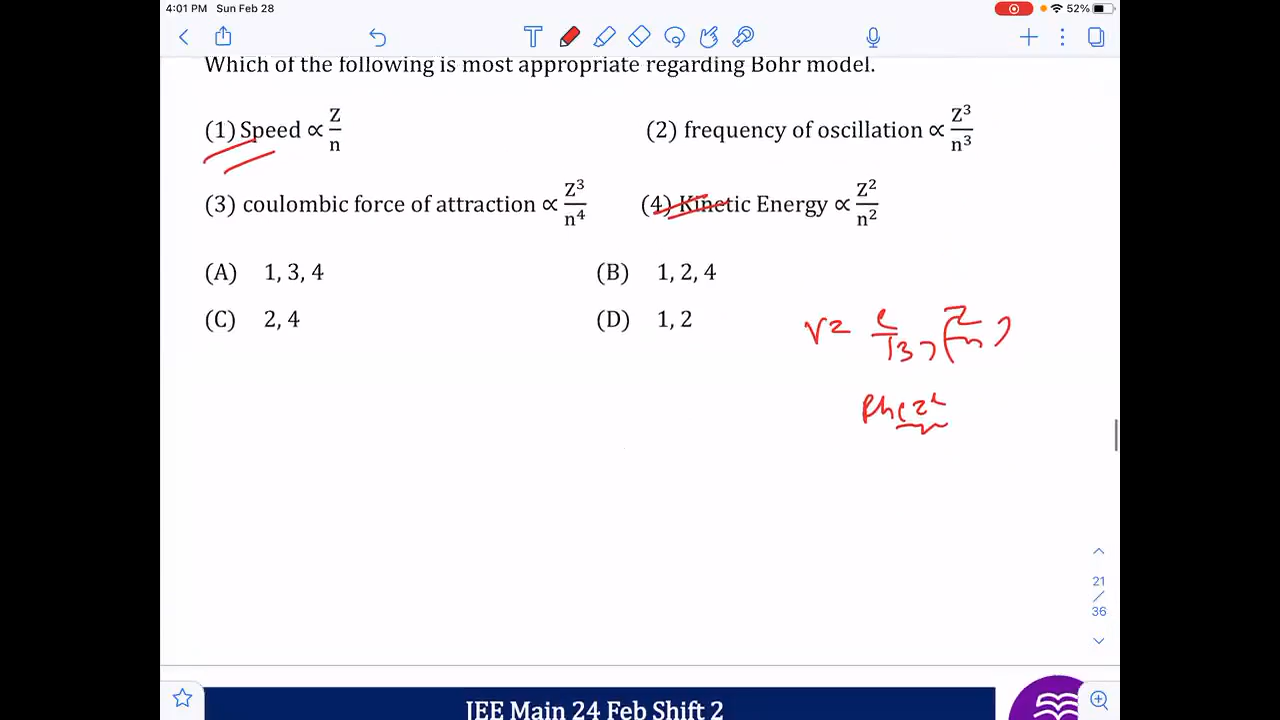 4:01 PM Sun Feb 28
52%
T
Which of the following is most appropriate regarding Bohr model.
(1) Speed ∝ Z/n (2) frequency of oscillation ∝ Z³/n³
(3) coulombic force of attraction ∝ Z³/n⁴ (4) Kinetic Energy ∝ Z²/n²
(A) 1, 3, 4 (B) 1, 2, 4
(C) 2, 4 (D) 1, 2
21
/
36
JEE Main 24 Feb Shift 2